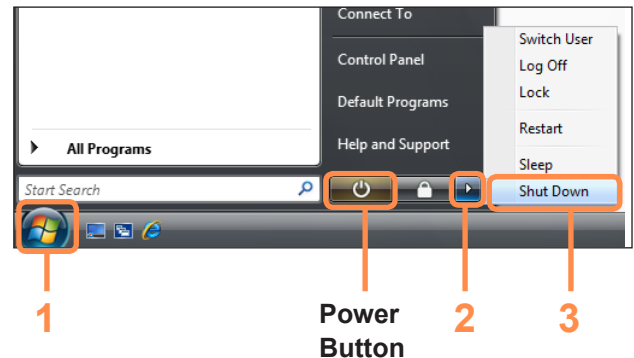 Connect To
Control Panel
Default Programs
Help and Support
All Programs
Start Search
Switch User
Log Off
Lock
Restart
Sleep
Shut Down
1
Power
Button
2
3